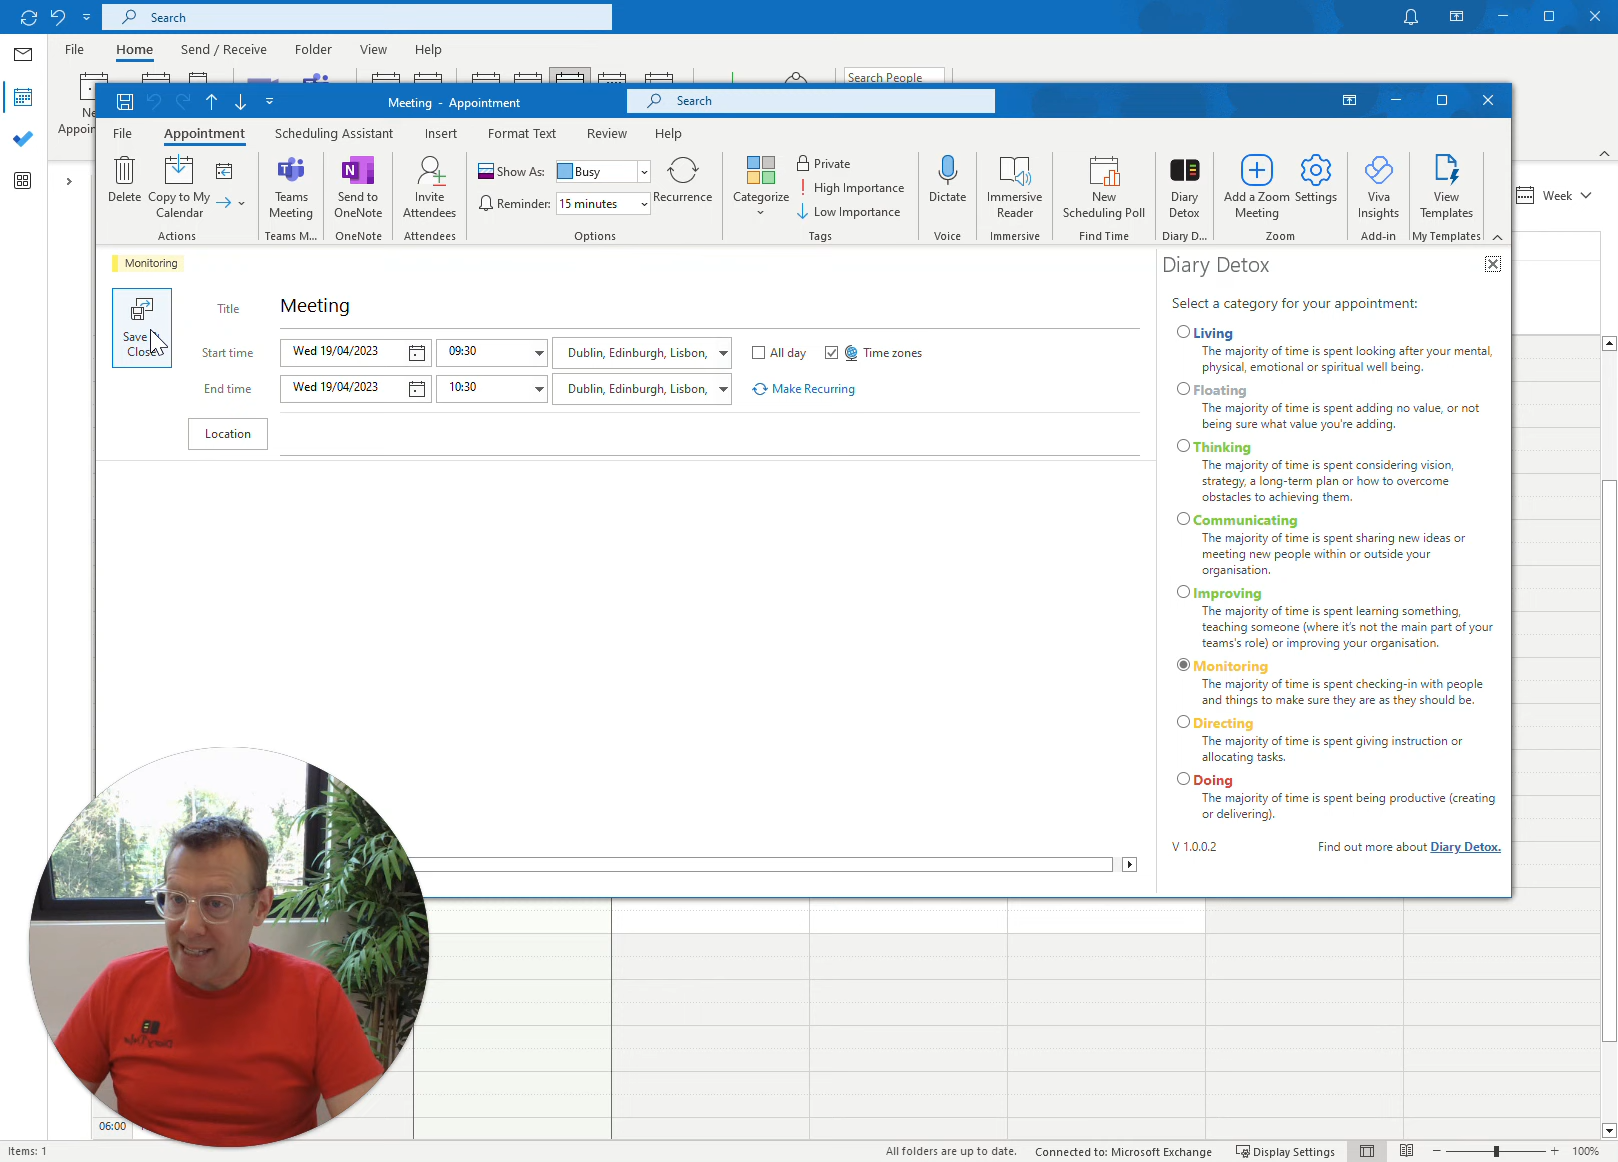 Search
File Home Send / Receive Folder View Help
Search People
Meeting - Appointment
Search
File Appointment Scheduling Assistant Insert Format Text Review Help
Delete
Copy to My
Calendar
Actions
Teams
Meeting
Teams M...
Send to
OneNote
OneNote
Invite
Attendees
Attendees
Show As: Busy
Reminder: 15 minutes
Recurrence
Options
Categorize
Private
High Importance
Low Importance
Tags
Dictate
Voice
Immersive
Reader
Immersive
New
Scheduling Poll
Find Time
Diary
Detox
Diary D...
Add a Zoom
Meeting
Settings
Zoom
Viva
Insights
Add-in
View
Templates
My Templates
Week
Monitoring
Save
Close
Title Meeting
Start time Wed 19/04/2023 09:30 Dublin, Edinburgh, Lisbon, All day Time zones
End time Wed 19/04/2023 10:30 Dublin, Edinburgh, Lisbon, Make Recurring
Location
Diary Detox
Select a category for your appointment:
Living
The majority of time is spent looking after your mental,
physical, emotional or spiritual well being.
Floating
The majority of time is spent adding no value, or not
being sure what value you're adding.
Thinking
The majority of time is spent considering vision,
strategy, a long-term plan or how to overcome
obstacles to achieving them.
Communicating
The majority of time is spent sharing new ideas or
meeting new people within or outside your
organisation.
Improving
The majority of time is spent learning something,
teaching someone (where it's not the main part of your
teams's role) or improving your organisation.
Monitoring
The majority of time is spent checking-in with people
and things to make sure they are as they should be.
Directing
The majority of time is spent giving instruction or
allocating tasks.
Doing
The majority of time is spent being productive (creating
or delivering).
V 1.0.0.2 Find out more about Diary Detox.
06:00
Items: 1 All folders are up to date. Connected to: Microsoft Exchange Display Settings 100%